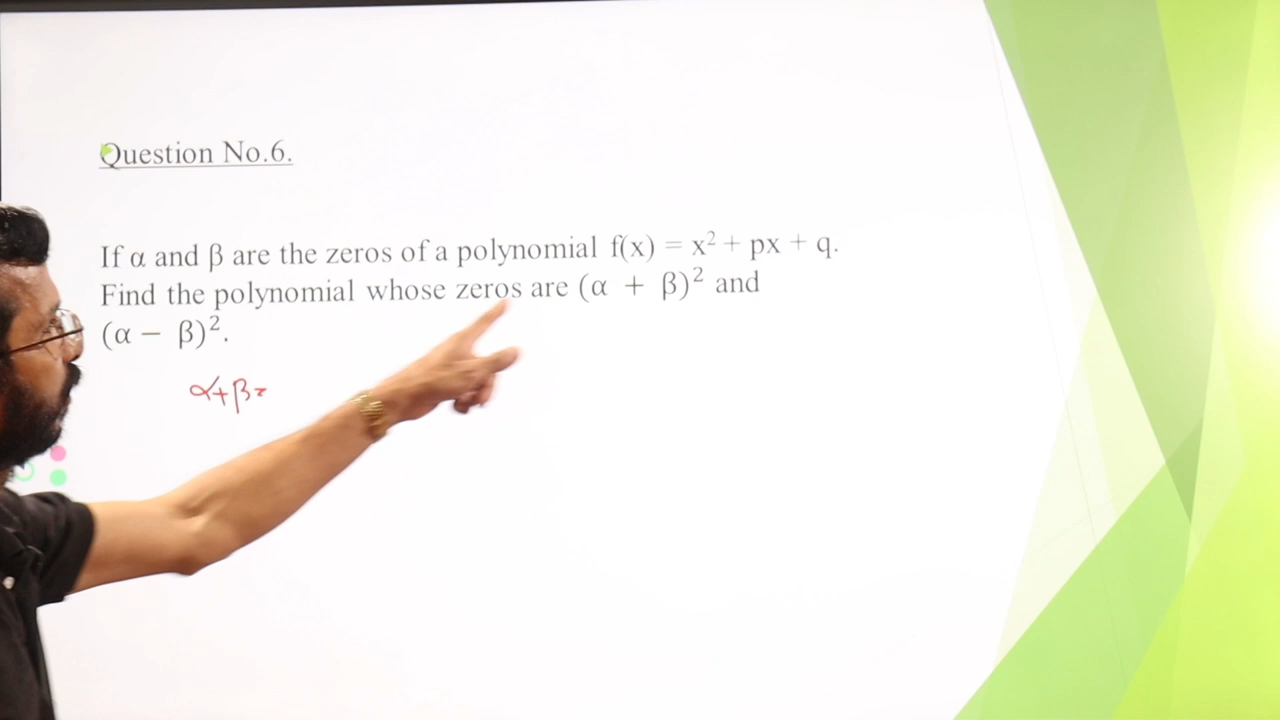 Question No.6.
If α and β are the zeros of a polynomial f(x) = x² + px + q.
Find the polynomial whose zeros are (α + β)² and
(α − β)².
α+β=